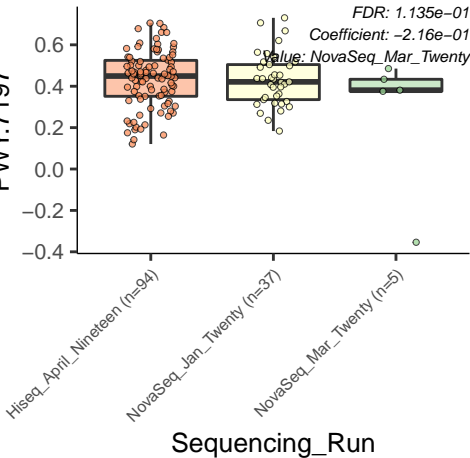 FDR: 1.135e−01
Coefficient: −2.16e−01
Value: NovaSeq_Mar_Twenty
0.6
0.4
0.2
0.0
−0.2
−0.4
Hiseq_April_Nineteen (n=94)
NovaSeq_Jan_Twenty (n=37)
NovaSeq_Mar_Twenty (n=5)
Sequencing_Run